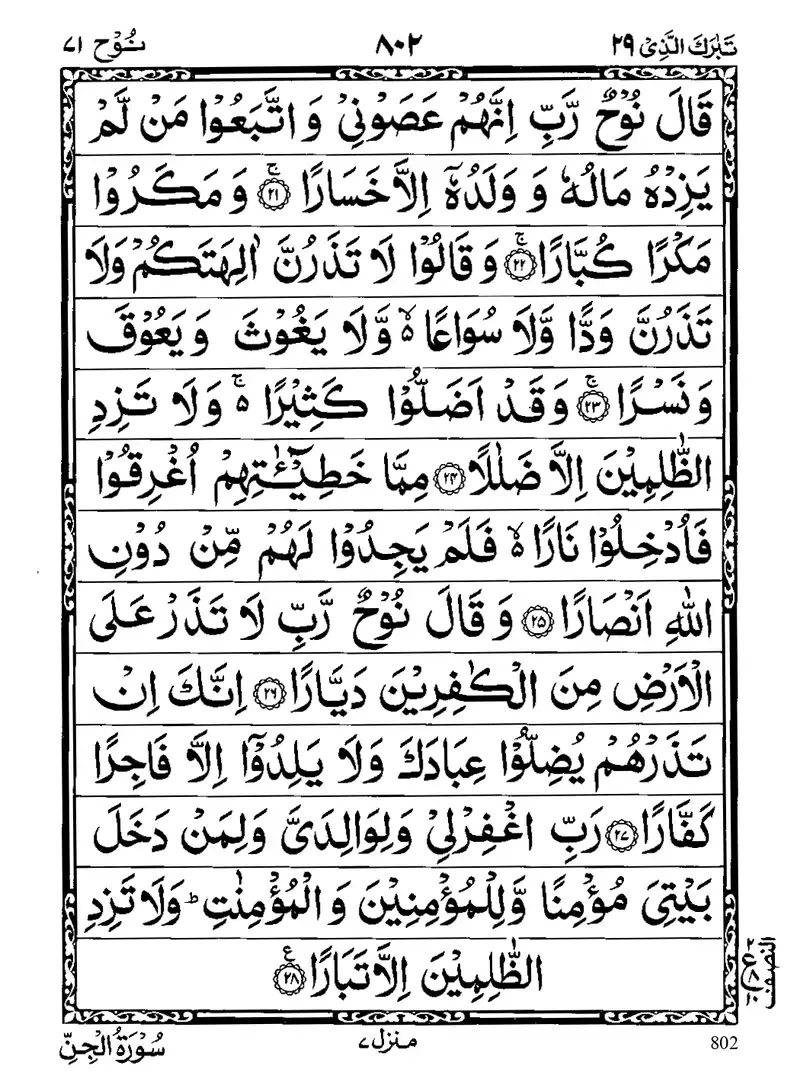 تَبٰرَكَ الَّذِىْ ٢٩
٨٠٢
نُوْح ٧١
قَالَ نُوْحٌ رَّبِّ اِنَّهُمْ عَصَوْنِىْ وَ اتَّبَعُوْا مَنْ لَّمْ
يَزِدْهُ مَالُهٗ وَ وَلَدُهٗۤ اِلَّا خَسَارًا ۚ‏﴿٢١﴾ وَ مَكَرُوْا
مَكْرًا كُبَّارًا ۚ‏﴿٢٢﴾ وَ قَالُوْا لَا تَذَرُنَّ اٰلِهَتَكُمْ وَلَا
تَذَرُنَّ وَدًّا وَّلَا سُوَاعًا ۙ۬ وَّلَا يَغُوْثَ وَ يَعُوْقَ
وَ نَسْرًا ۚ‏﴿٢٣﴾ وَ قَدْ اَضَلُّوْا كَثِيْرًا ۬ۚ وَلَا تَزِدِ
الظّٰلِمِيْنَ اِلَّا ضَلٰلًا ﴿٢٤﴾ مِمَّا خَطِيْٓـٰٔتِهِمْ اُغْرِقُوْا
فَاُدْخِلُوْا نَارًا ۙ۬ فَلَمْ يَجِدُوْا لَهُمْ مِّنْ دُوْنِ
اللّٰهِ اَنْصَارًا ﴿٢٥﴾ وَ قَالَ نُوْحٌ رَّبِّ لَا تَذَرْ عَلَى
الْاَرْضِ مِنَ الْكٰفِرِيْنَ دَيَّارًا ﴿٢٦﴾ اِنَّكَ اِنْ
تَذَرْهُمْ يُضِلُّوْا عِبَادَكَ وَلَا يَلِدُوْۤا اِلَّا فَاجِرًا
كَفَّارًا ﴿٢٧﴾ رَبِّ اغْفِرْلِىْ وَلِوَالِدَىَّ وَلِمَنْ دَخَلَ
بَيْتِىَ مُؤْمِنًا وَّلِلْمُؤْمِنِيْنَ وَ الْمُؤْمِنٰتِ ؕ وَلَا تَزِدِ
الظّٰلِمِيْنَ اِلَّا تَبَارًا ﴿٢٨﴾ ع
النصف
ع ٢ ٨
سُوْرَةُ الْجِنِّ
منزل ٧
802